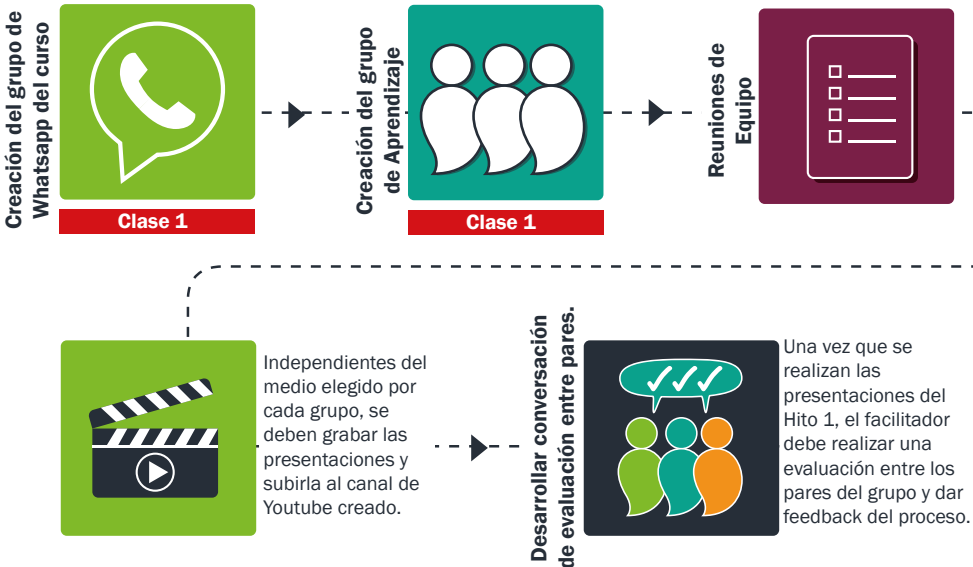 Creación del grupo de
Whatsapp del curso
Clase 1
Creación del grupo
de Aprendizaje
Clase 1
Reuniones de
Equipo
Independientes del
medio elegido por
cada grupo, se
deben grabar las
presentaciones y
subirla al canal de
Youtube creado.
Desarrollar conversación
de evaluación entre pares.
Una vez que se
realizan las
presentaciones del
Hito 1, el facilitador
debe realizar una
evaluación entre los
pares del grupo y dar
feedback del proceso.